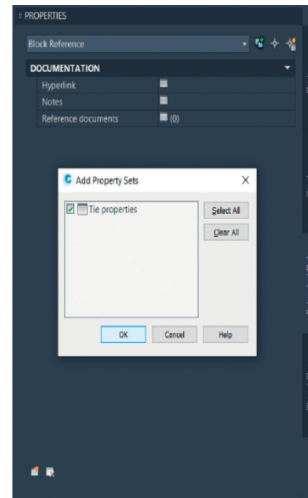 PROPERTIES
Block Reference
DOCUMENTATION
Hyperlink
Notes
Reference documents (0)
Add Property Sets
Tie properties
Select All
Clear All
OK Cancel Help